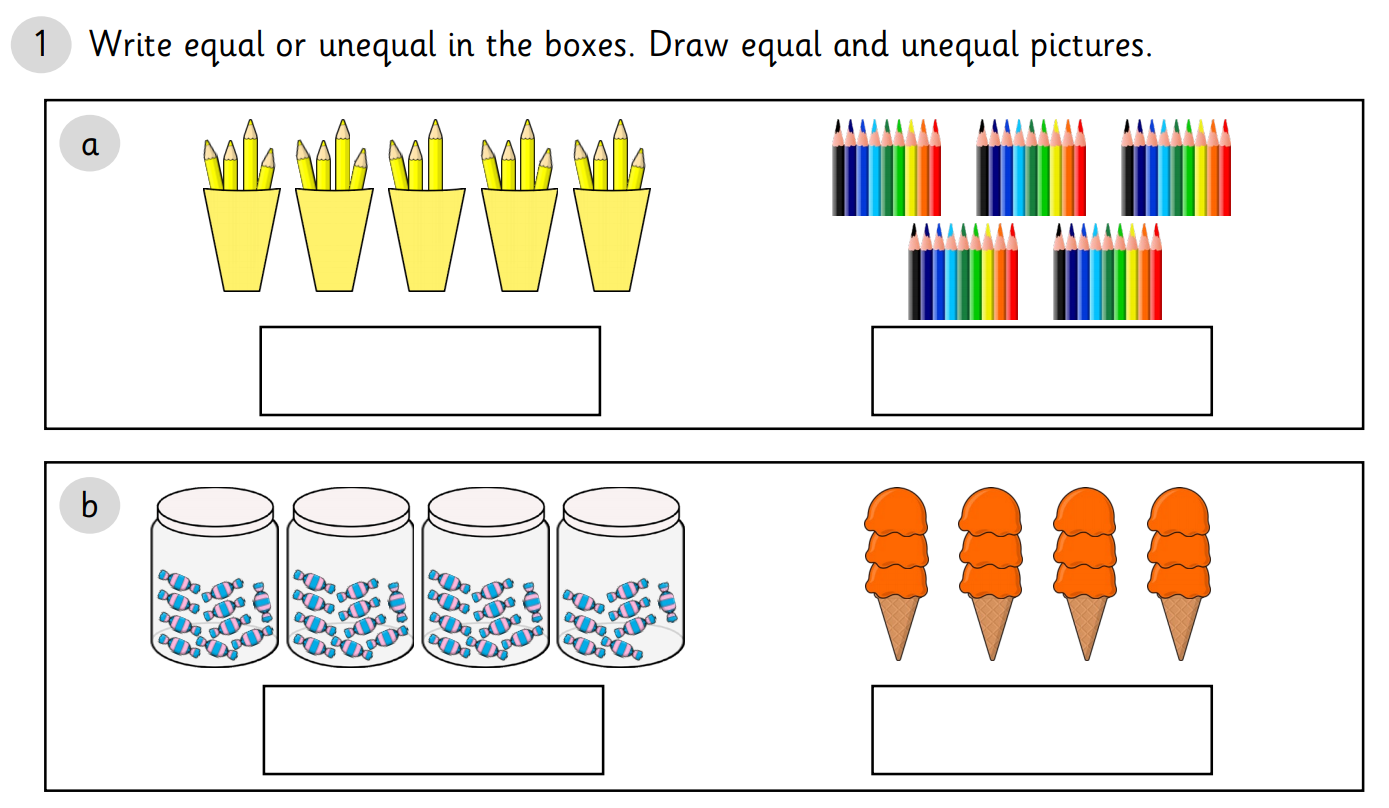 1 Write equal or unequal in the boxes. Draw equal and unequal pictures.
a
b